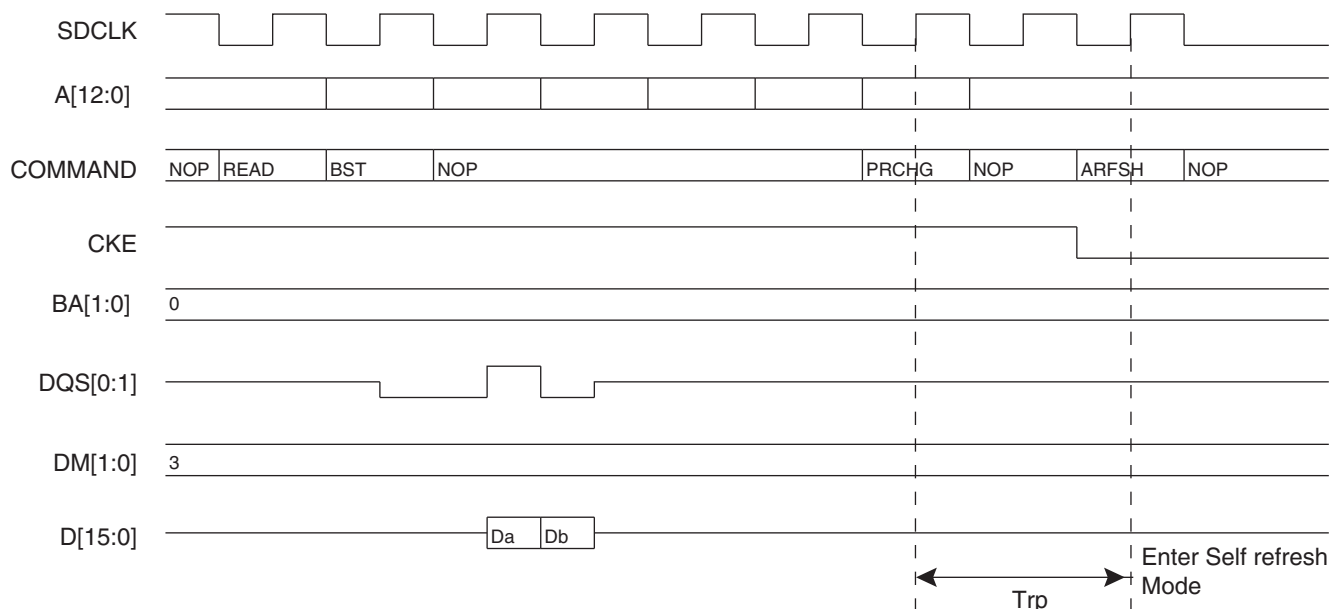 SDCLK
A[12:0]
COMMAND NOP READ BST NOP PRCHG NOP ARFSH NOP
CKE
BA[1:0] 0
DQS[0:1]
DM[1:0] 3
D[15:0] Da Db
Enter Self refresh
Mode
Trp